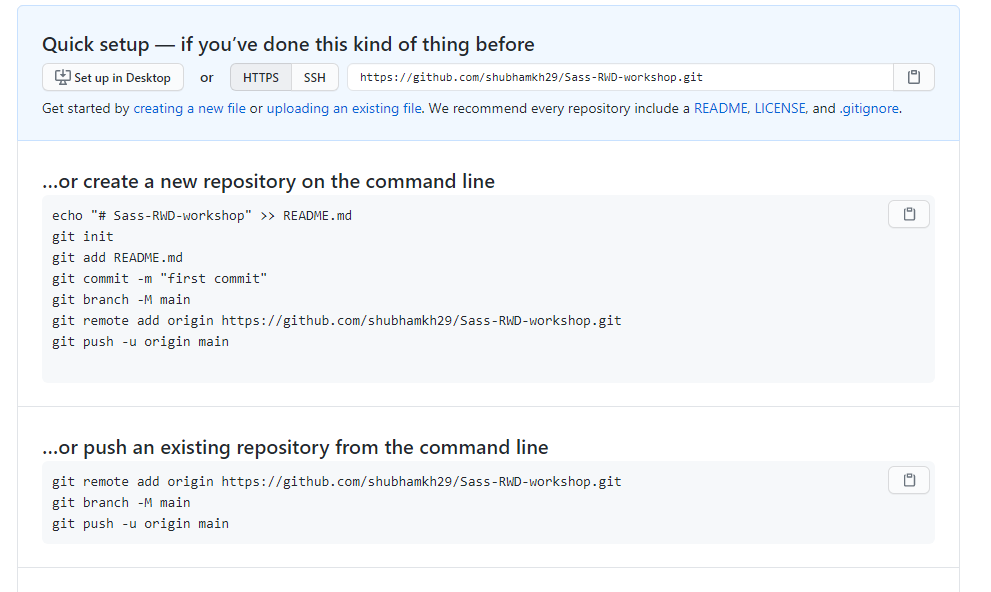 Quick setup — if you’ve done this kind of thing before
Set up in Desktop or HTTPS SSH https://github.com/shubhamkh29/Sass-RWD-workshop.git
Get started by creating a new file or uploading an existing file. We recommend every repository include a README, LICENSE, and .gitignore.
…or create a new repository on the command line
echo "# Sass-RWD-workshop" >> README.md
git init
git add README.md
git commit -m "first commit"
git branch -M main
git remote add origin https://github.com/shubhamkh29/Sass-RWD-workshop.git
git push -u origin main
…or push an existing repository from the command line
git remote add origin https://github.com/shubhamkh29/Sass-RWD-workshop.git
git branch -M main
git push -u origin main